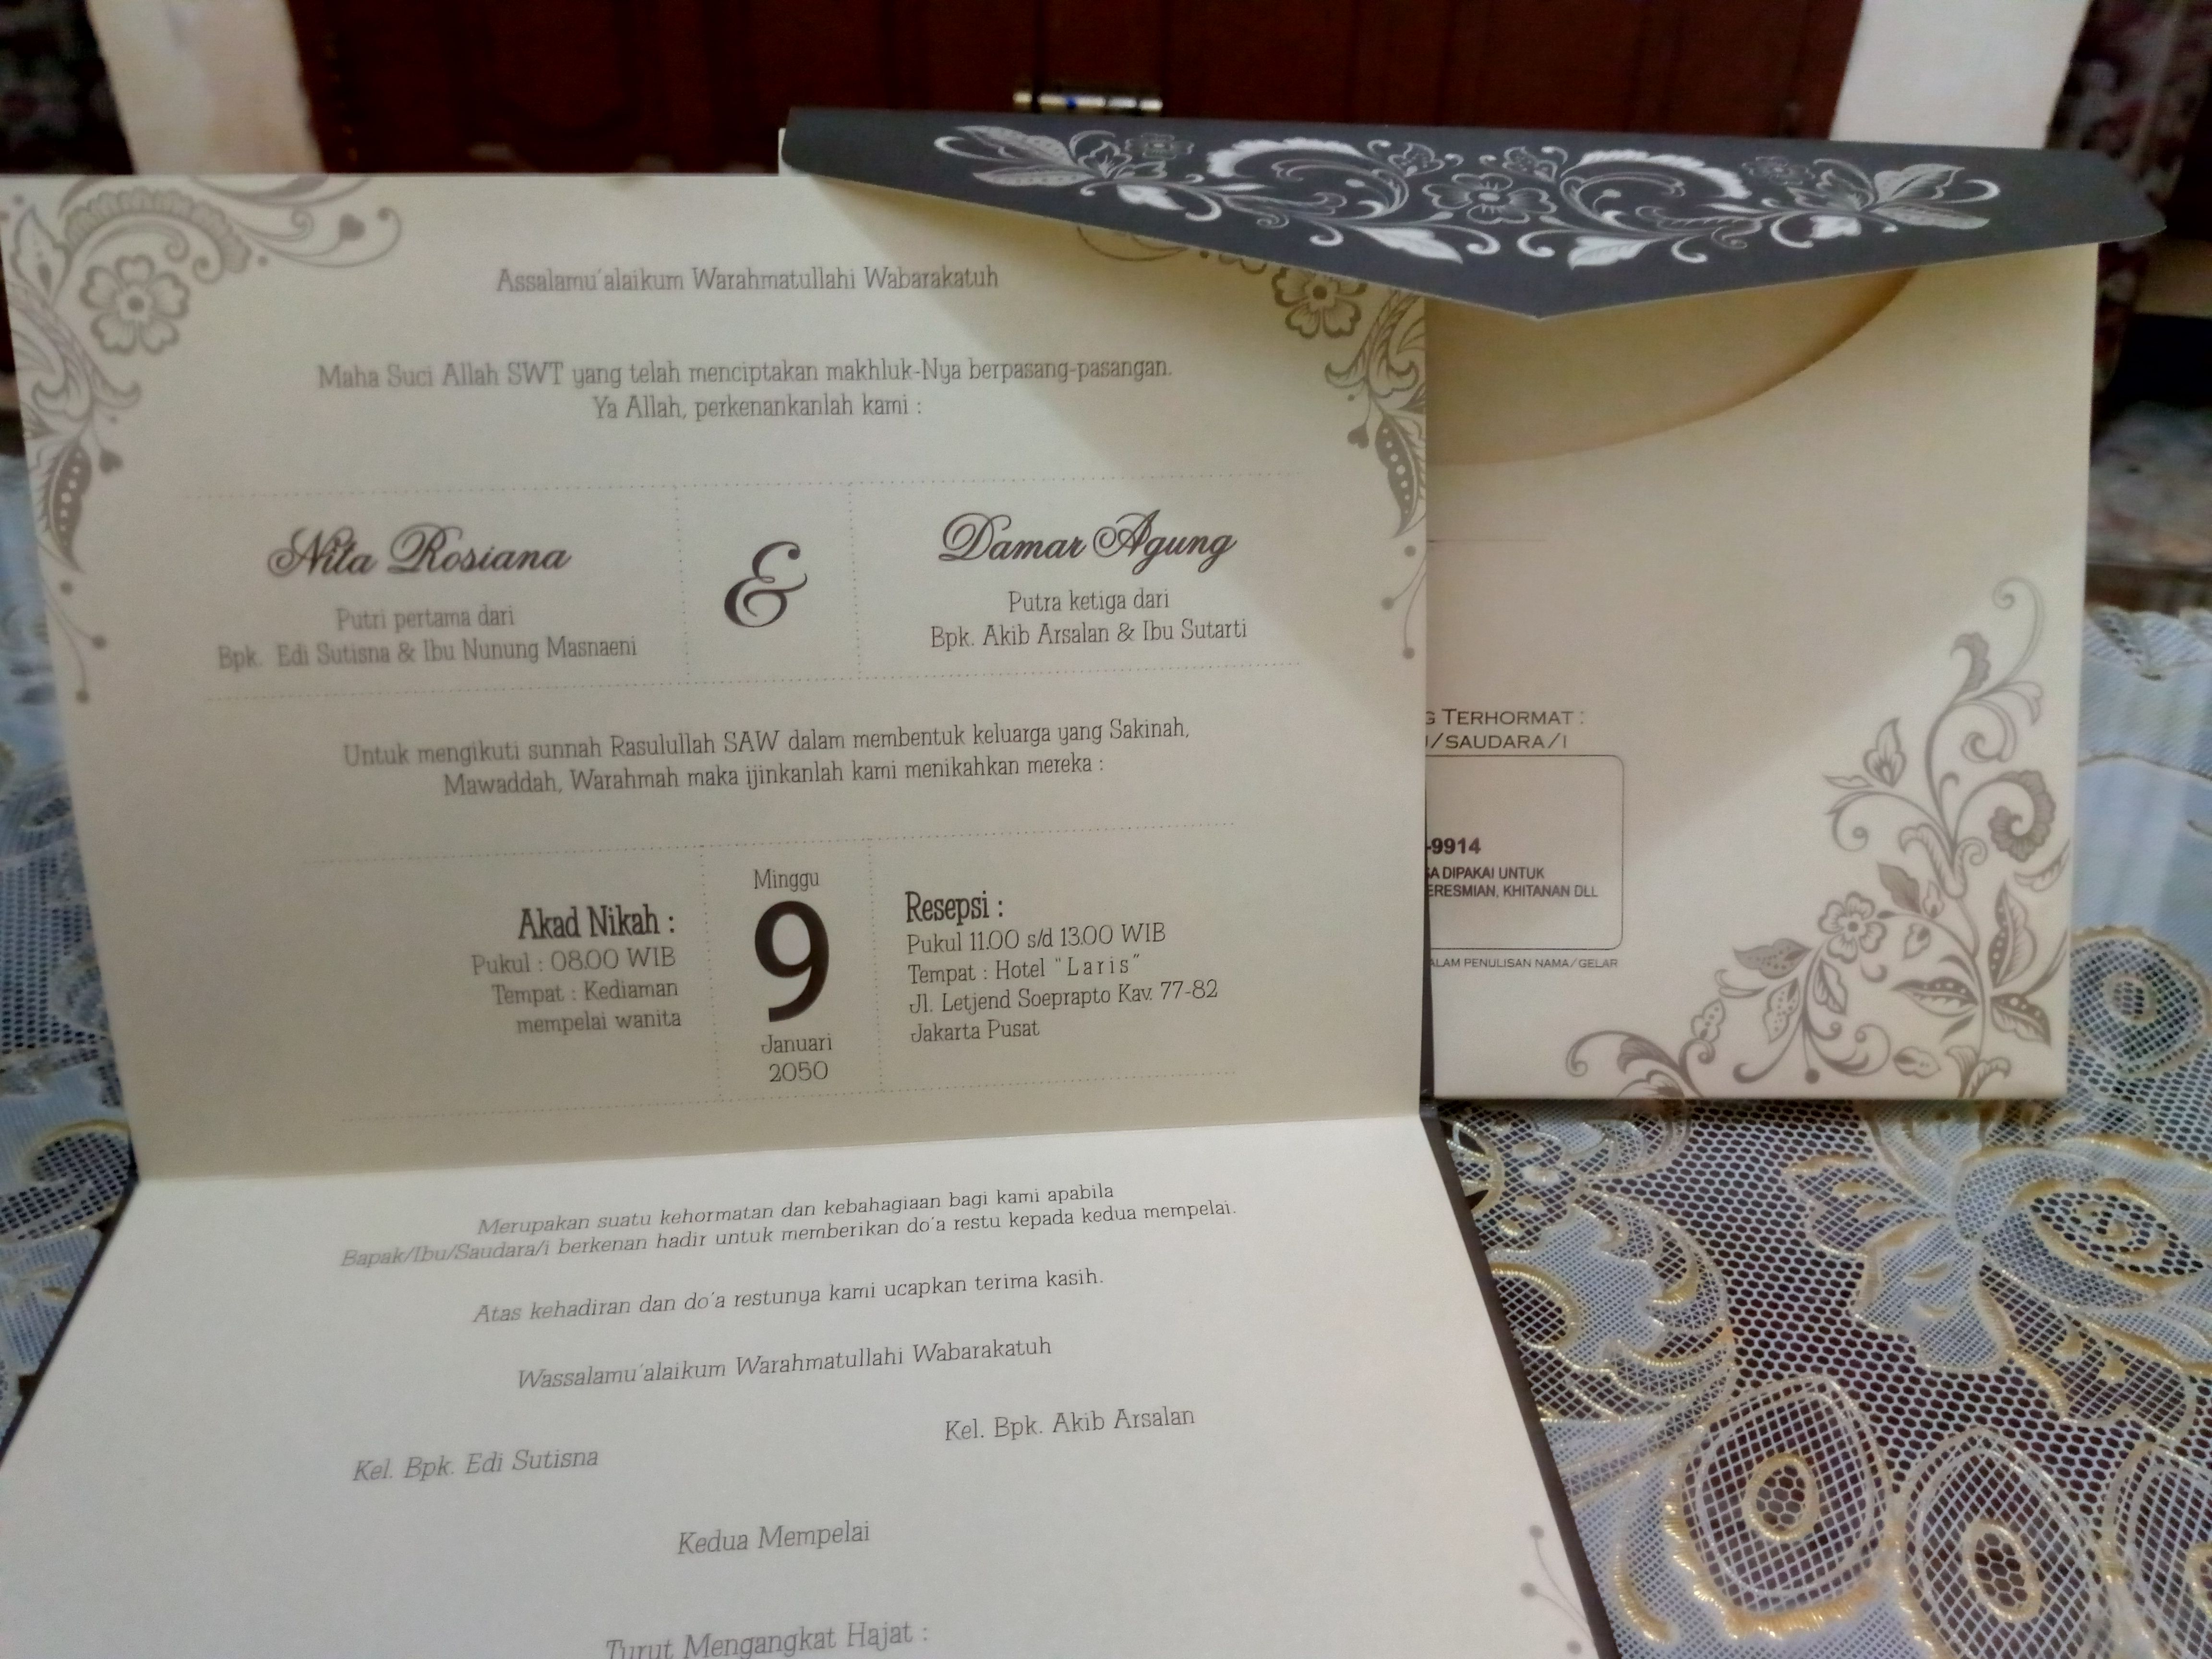 Assalamu'alaikum Warahmatullahi Wabarakatuh
Maha Suci Allah SWT yang telah menciptakan makhluk-Nya berpasang-pasangan.
Ya Allah, perkenankanlah kami :
Nita Rosiana
Putri pertama dari
Bpk. Edi Sutisna & Ibu Nunung Masnaeni
&
Damar Agung
Putra ketiga dari
Bpk. Akib Arsalan & Ibu Sutarti
Untuk mengikuti sunnah Rasulullah SAW dalam membentuk keluarga yang Sakinah,
Mawaddah, Warahmah maka ijinkanlah kami menikahkan mereka :
Akad Nikah :
Pukul : 08.00 WIB
Tempat : Kediaman
mempelai wanita
Minggu
9
Januari
2050
Resepsi :
Pukul 11.00 s/d 13.00 WIB
Tempat : Hotel "Laris"
Jl. Letjend Soeprapto Kav. 77-82
Jakarta Pusat
Merupakan suatu kehormatan dan kebahagiaan bagi kami apabila
Bapak/Ibu/Saudara/i berkenan hadir untuk memberikan do'a restu kepada kedua mempelai.
Atas kehadiran dan do'a restunya kami ucapkan terima kasih.
Wassalamu'alaikum Warahmatullahi Wabarakatuh
Kel. Bpk. Edi Sutisna
Kel. Bpk. Akib Arsalan
Kedua Mempelai
Turut Mengangkat Hajat :
G TERHORMAT :
/SAUDARA/I
-9914
A DIPAKAI UNTUK
ERESMIAN, KHITANAN DLL
ALAM PENULISAN NAMA/GELAR